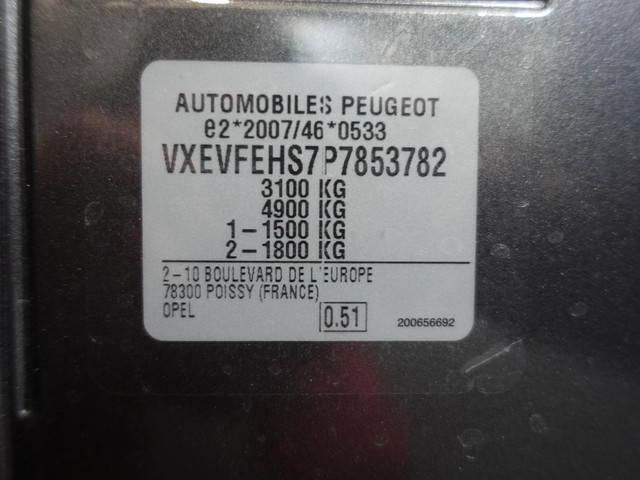 AUTOMOBILES PEUGEOT
e2*2007/46*0533
VXEVFEHS7P7853782
3100 KG
4900 KG
1-1500 KG
2-1800 KG
2-10 BOULEVARD DE L'EUROPE
78300 POISSY (FRANCE)
OPEL
0.51
200656692